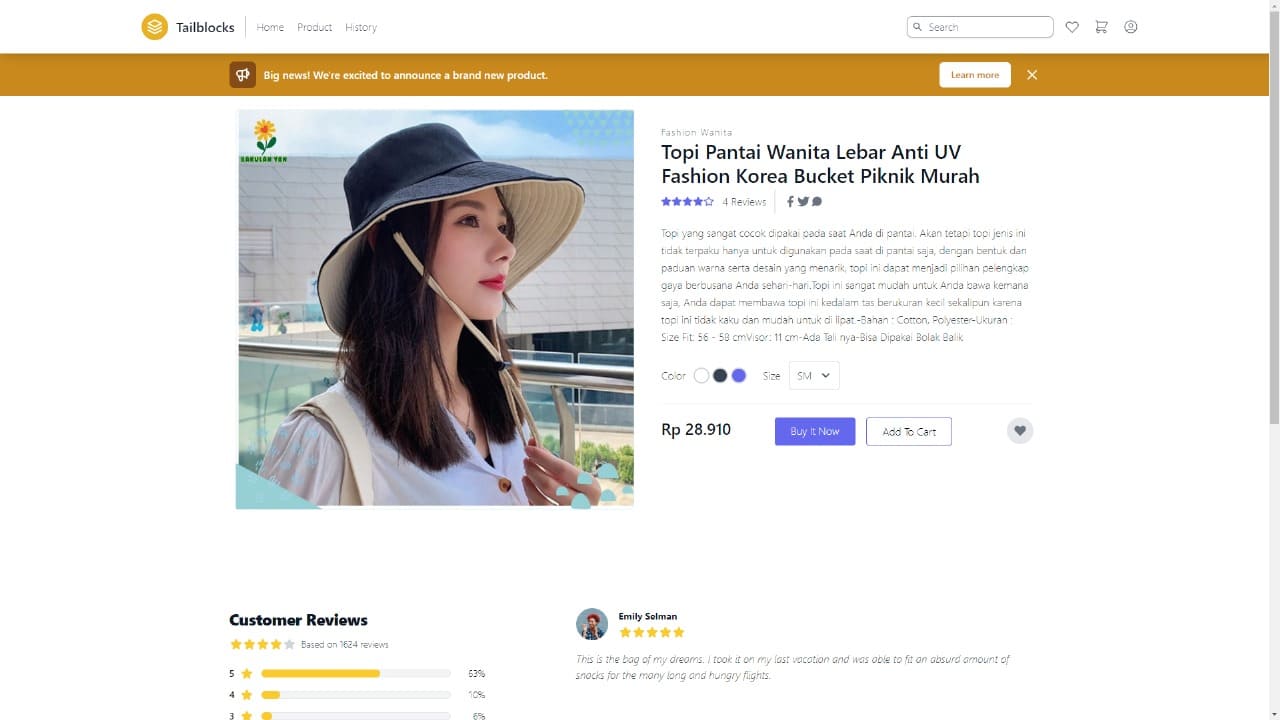 Tailblocks
Home
Product
History
Search
Big news! We're excited to announce a brand new product.
Learn more
SAKULAH YEN
Fashion Wanita
Topi Pantai Wanita Lebar Anti UV
Fashion Korea Bucket Piknik Murah
4 Reviews
Topi yang sangat cocok dipakai pada saat Anda di pantai. Akan tetapi topi jenis ini
tidak terpaku hanya untuk digunakan pada saat di pantai saja, dengan bentuk dan
paduan warna serta desain yang menarik, topi ini dapat menjadi pilihan pelengkap
gaya berbusana Anda sehari-hari.Topi ini sangat mudah untuk Anda bawa kemana
saja, Anda dapat membawa topi ini kedalam tas berukuran kecil sekalipun karena
topi ini tidak kaku dan mudah untuk di lipat.-Bahan : Cotton, Polyester-Ukuran :
Size Fit: 56 - 58 cmVisor: 11 cm-Ada Tali nya-Bisa Dipakai Bolak Balik
Color
Size
SM
Rp 28.910
Buy It Now
Add To Cart
Customer Reviews
Based on 1624 reviews
5
63%
4
10%
3
6%
Emily Selman
This is the bag of my dreams. I took it on my last vacation and was able to fit an absurd amount of
snacks for the many long and hungry flights.